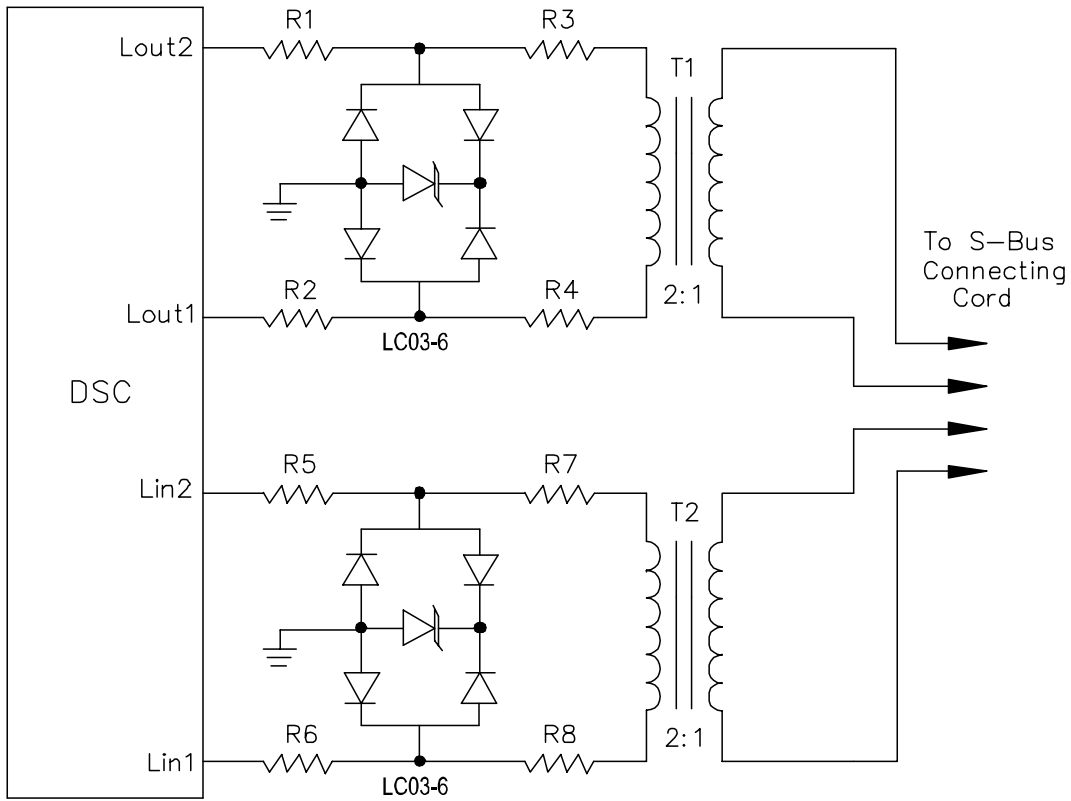 R1
R3
Lout2
T1
R2
R4
2:1
Lout1
LC03-6
To S-Bus
Connecting
Cord
DSC
R5
R7
Lin2
T2
R6
R8
2:1
Lin1
LC03-6